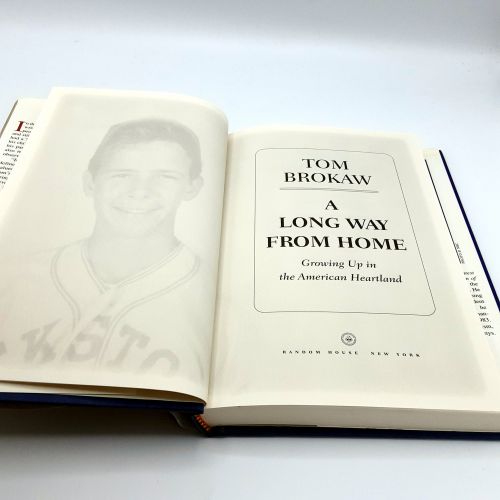 TOM
BROKAW
A
LONG WAY
FROM HOME
Growing Up in
the American Heartland
RANDOM HOUSE NEW YORK